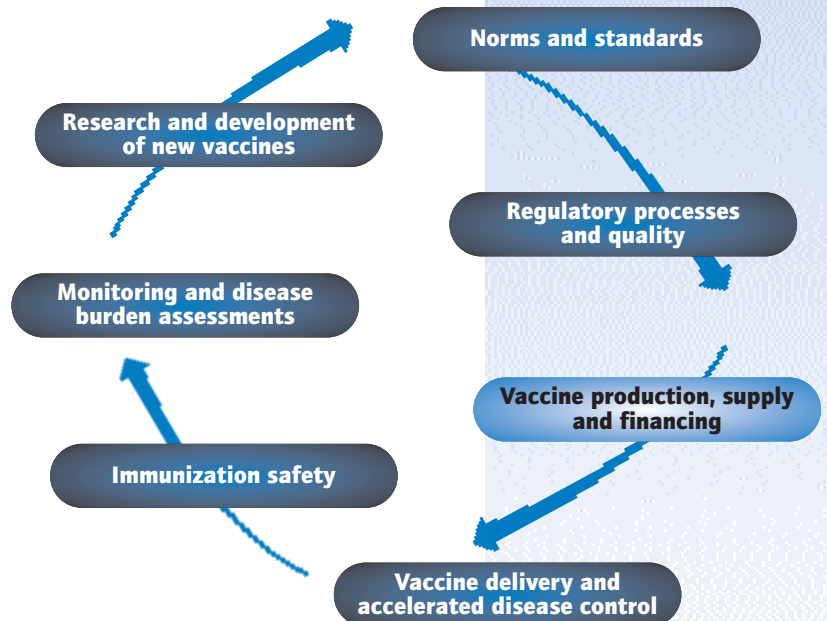 Norms and standards
Research and development
of new vaccines
Regulatory processes
and quality
Monitoring and disease
burden assessments
Vaccine production, supply
and financing
Immunization safety
Vaccine delivery and
accelerated disease control